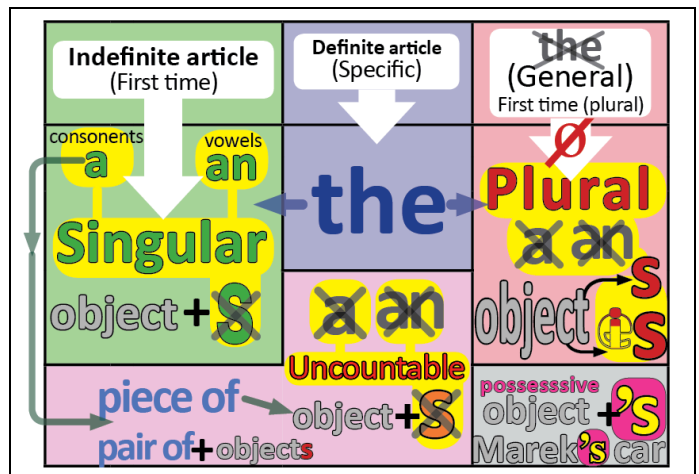 Indefinite article
(First time)
Definite article
(Specific)
the
(General)
First time (plural)
consonents
a
vowels
an
the
Ø
Plural
a an
Singular
object + S
object
s
es
a an
Uncountable
object + S
piece of
pair of + objects
possesssive
object + 's
Marek's car